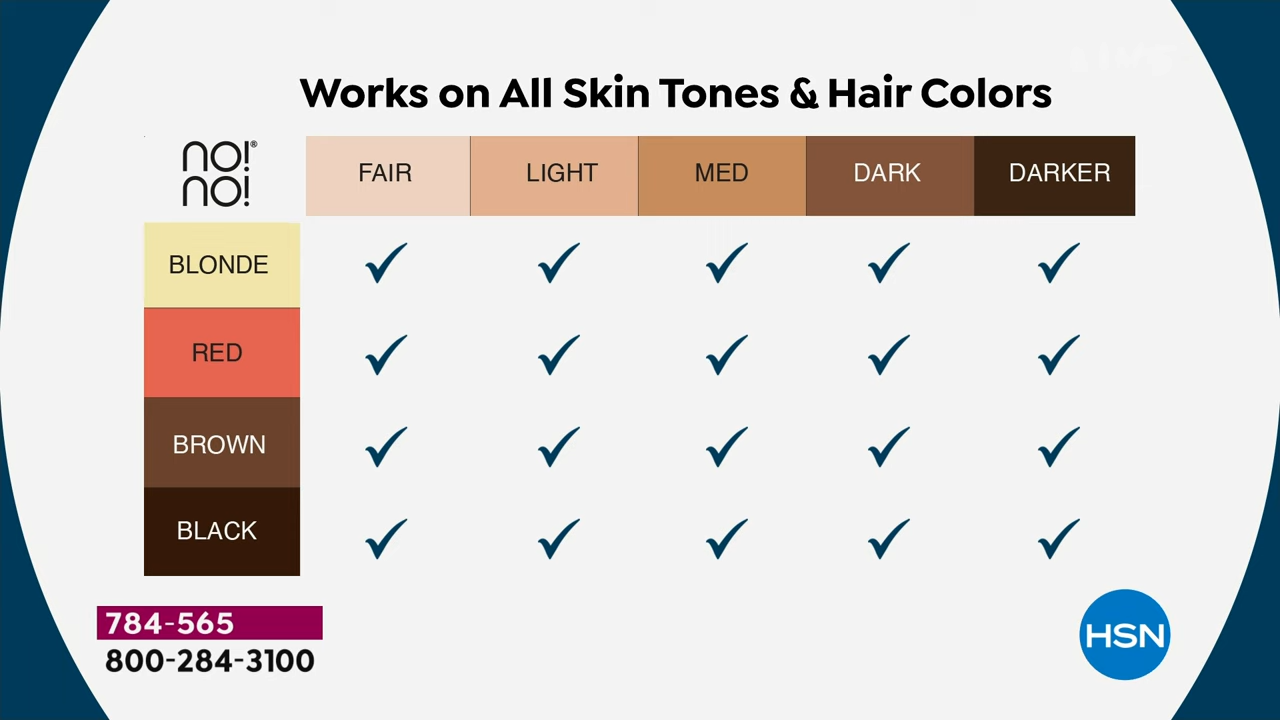 Works on All Skin Tones & Hair Colors
no!®
no!
FAIR LIGHT MED DARK DARKER
BLONDE ✓ ✓ ✓ ✓ ✓
RED ✓ ✓ ✓ ✓ ✓
BROWN ✓ ✓ ✓ ✓ ✓
BLACK ✓ ✓ ✓ ✓ ✓
784-565
800-284-3100
HSN